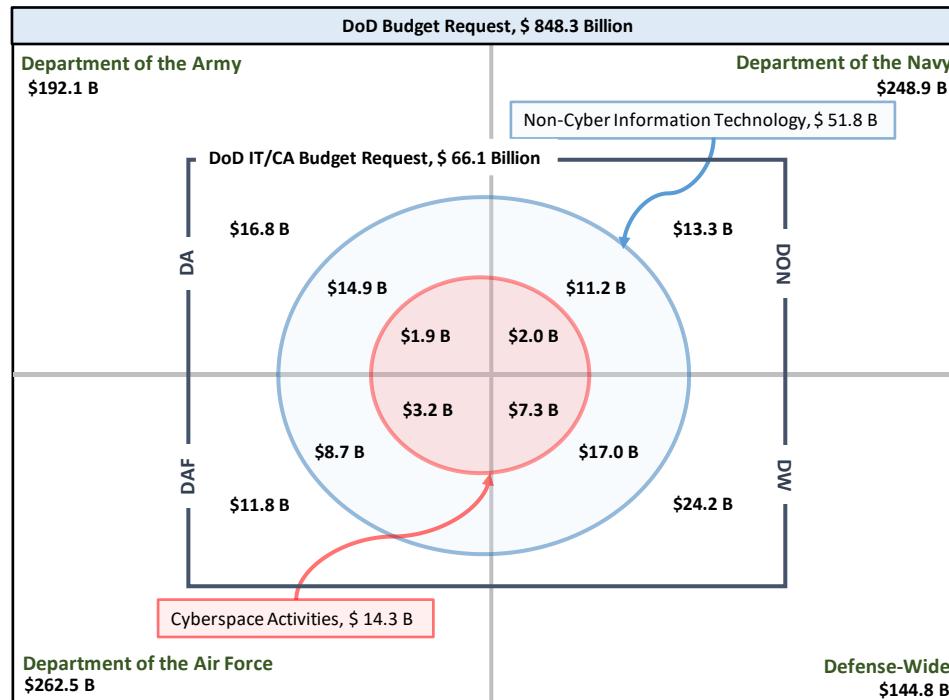 DoD Budget Request, $ 848.3 Billion
Department of the Army
$192.1 B
Department of the Navy
$248.9 B
Non-Cyber Information Technology, $ 51.8 B
DoD IT/CA Budget Request, $ 66.1 Billion
DA
DON
$16.8 B
$13.3 B
$14.9 B
$11.2 B
$1.9 B
$2.0 B
$3.2 B
$7.3 B
$8.7 B
$17.0 B
DAF
DW
$11.8 B
$24.2 B
Cyberspace Activities, $ 14.3 B
Department of the Air Force
$262.5 B
Defense-Wide
$144.8 B